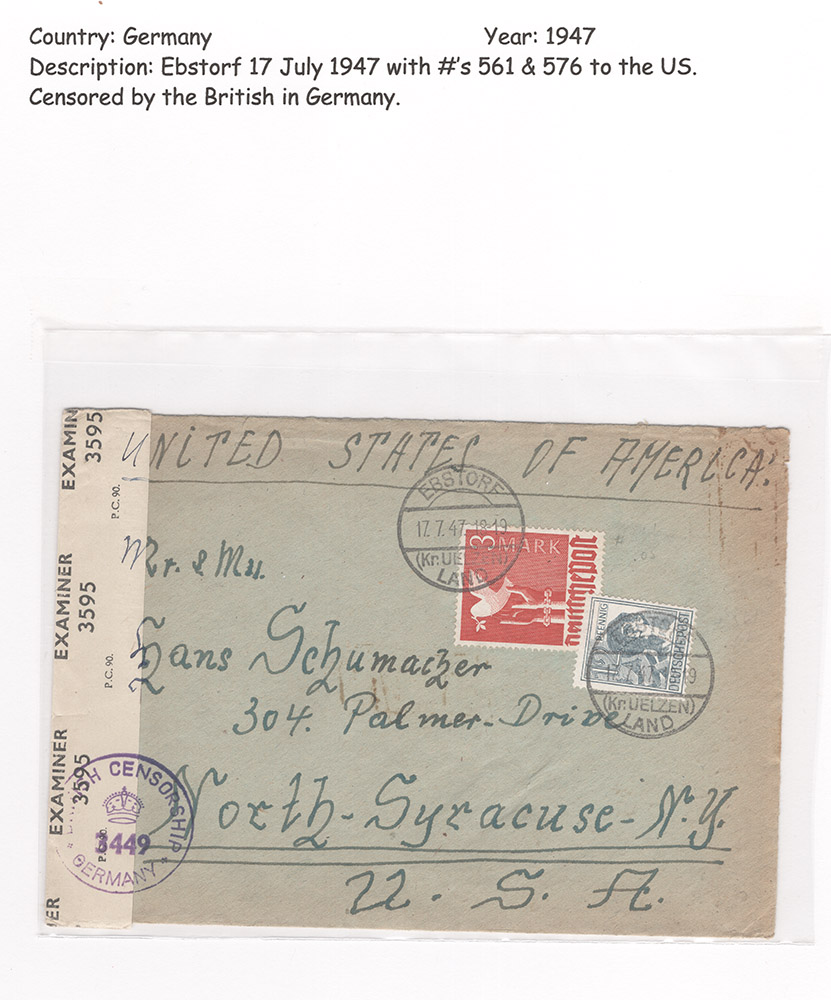 Country: Germany Year: 1947
Description: Ebstorf 17 July 1947 with #'s 561 & 576 to the US.
Censored by the British in Germany.
UNITED STATES OF AMERICA.
EBSTORF
17.7.47.18-19
(Kr. UELZEN)
LAND
3 MARK
Deutsche Post
PFENNIG
DEUTSCHE POST
(Kr. UELZEN)
LAND
Mr. & Mrs.
Hans Schumacher
304. Palmer-Drive
North-Syracuse-N.Y.
U. S. A.
EXAMIN
3595
P.C. 90.
EXAMINER
3595
P.C. 90.
EXAMINER
3595
ER
CENSORSHIP
3449
GERMANY